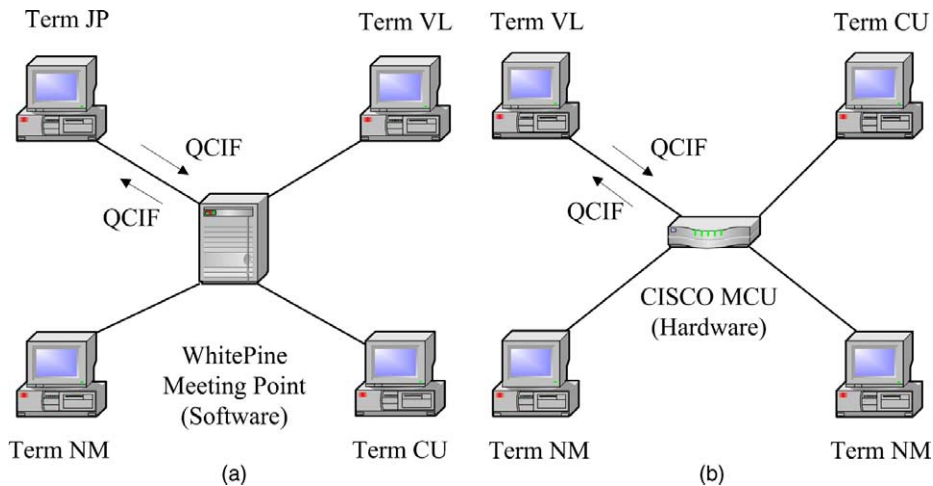 Term JP
Term VL
QCIF
QCIF
WhitePine
Meeting Point
(Software)
Term NM
Term CU
(a)
Term VL
Term CU
QCIF
QCIF
CISCO MCU
(Hardware)
Term NM
Term NM
(b)